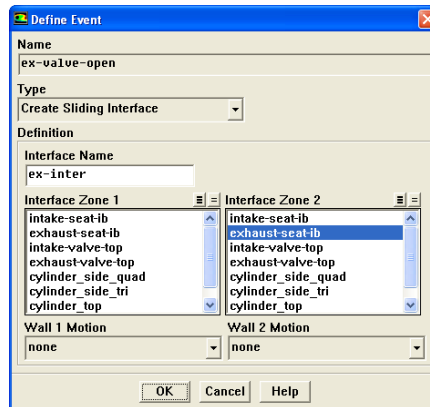 Define Event
Name
ex-valve-open
Type
Create Sliding Interface
Definition
Interface Name
ex-inter
Interface Zone 1
intake-seat-ib
exhaust-seat-ib
intake-valve-top
exhaust-valve-top
cylinder_side_quad
cylinder_side_tri
cylinder_top
Interface Zone 2
intake-seat-ib
exhaust-seat-ib
intake-valve-top
exhaust-valve-top
cylinder_side_quad
cylinder_side_tri
cylinder_top
Wall 1 Motion
none
Wall 2 Motion
none
OK Cancel Help